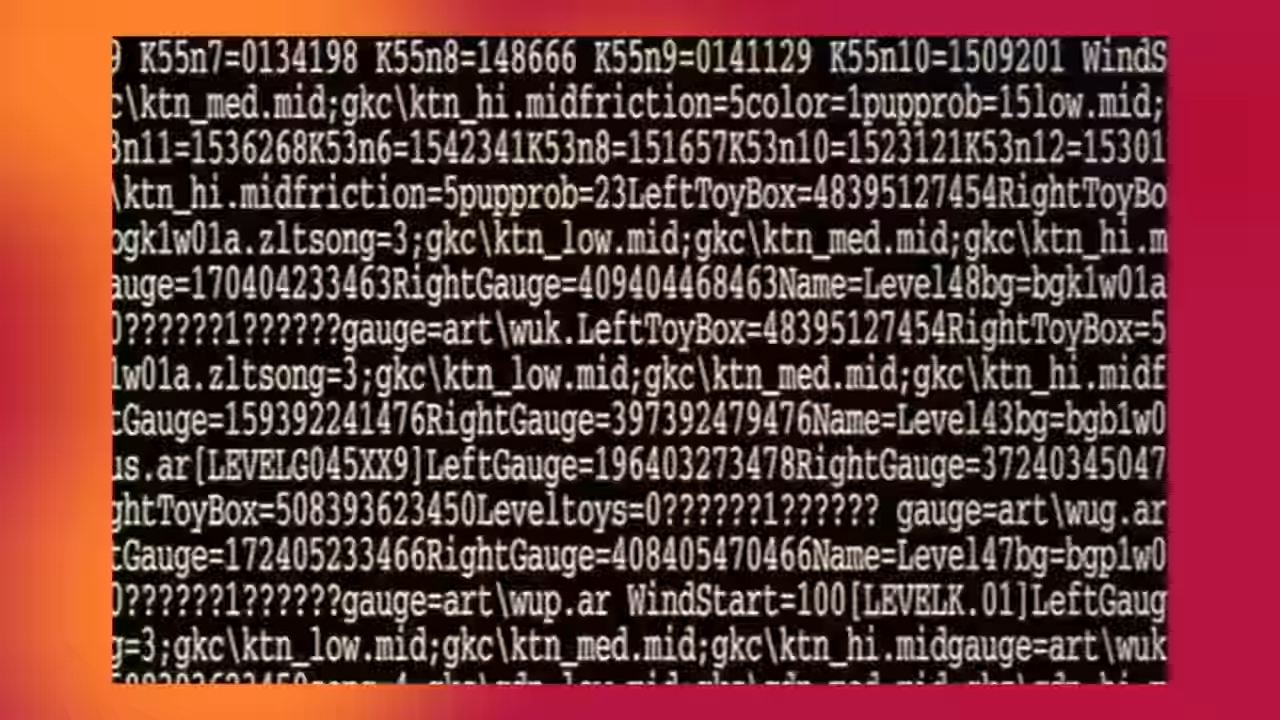 K55n7=0134198 K55n8=148666 K55n9=0141129 K55n10=1509201 WindS
c\ktn_med.mid;gkc\ktn_hi.midfriction=5color=1pupprob=15low.mid;
3n11=1536268K53n6=1542341K53n8=151657K53n10=1523121K53n12=15301
\ktn_hi.midfriction=5pupprob=23LeftToyBox=48395127454RightToyBo
ogk1w01a.zltsong=3;gkc\ktn_low.mid;gkc\ktn_med.mid;gkc\ktn_hi.m
auge=170404233463RightGauge=409404468463Name=Level48bg=bgk1w01a
0??????1??????gauge=art\wuk.LeftToyBox=48395127454RightToyBox=5
lw01a.zltsong=3;gkc\ktn_low.mid;gkc\ktn_med.mid;gkc\ktn_hi.midf
tGauge=159392241476RightGauge=397392479476Name=Level43bg=bgb1w0
us.ar[LEVELG045XX9]LeftGauge=196403273478RightGauge=37240345047
ghtToyBox=508393623450Leveltoys=0??????1?????? gauge=art\wug.ar
tGauge=172405233466RightGauge=408405470466Name=Level47bg=bgp1w0
0??????1??????gauge=art\wup.ar WindStart=100[LEVELK.01]LeftGaug
g=3;gkc\ktn_low.mid;gkc\ktn_med.mid;gkc\ktn_hi.midgauge=art\wuk